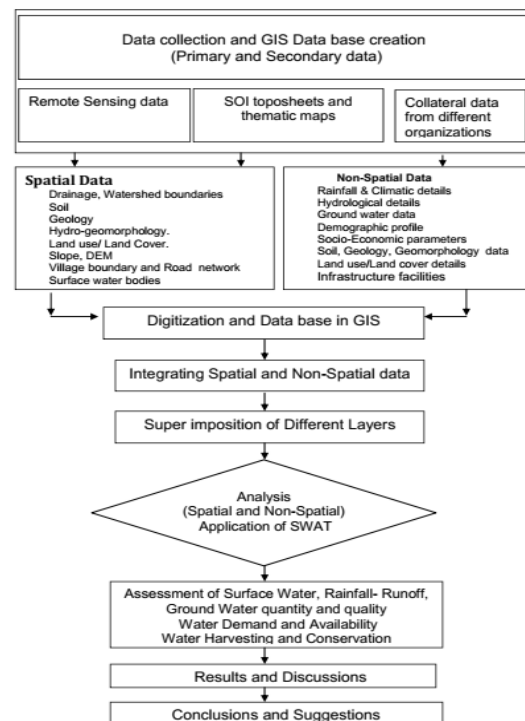 Data collection and GIS Data base creation
(Primary and Secondary data)
Remote Sensing data
SOI toposheets and
thematic maps
Collateral data
from different
organizations
Spatial Data
Drainage, Watershed boundaries
Soil
Geology
Hydro-geomorphology.
Land use/ Land Cover.
Slope, DEM
Village boundary and Road network
Surface water bodies
Non-Spatial Data
Rainfall & Climatic details
Hydrological details
Ground water data
Demographic profile
Socio-Economic parameters
Soil, Geology, Geomorphology data
Land use/Land cover details
Infrastructure facilities
Digitization and Data base in GIS
Integrating Spatial and Non-Spatial data
Super imposition of Different Layers
Analysis
(Spatial and Non-Spatial)
Application of SWAT
Assessment of Surface Water, Rainfall- Runoff,
Ground Water quantity and quality
Water Demand and Availability
Water Harvesting and Conservation
Results and Discussions
Conclusions and Suggestions